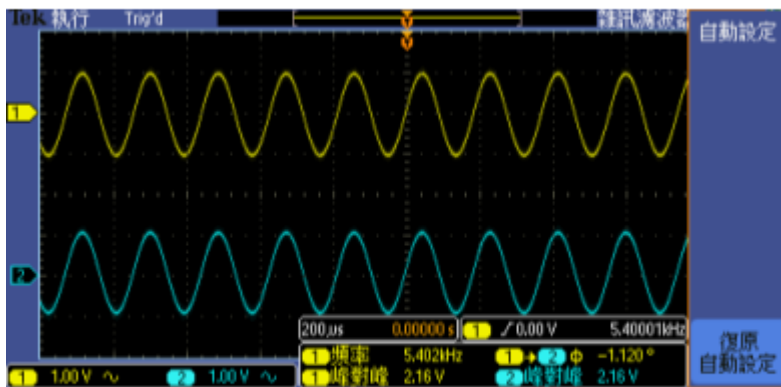 Tek 執行 Trig'd 雜訊濾波器
自動設定
1
2
200µs 0.00000 s 1 0.00 V 5.40001kHz
1 頻率 5.402kHz 1 → 2 ϕ −1.120 °
1 峰對峰 2.16 V 2 峰對峰 2.16 V
1 1.00 V 2 1.00 V
復原
自動設定